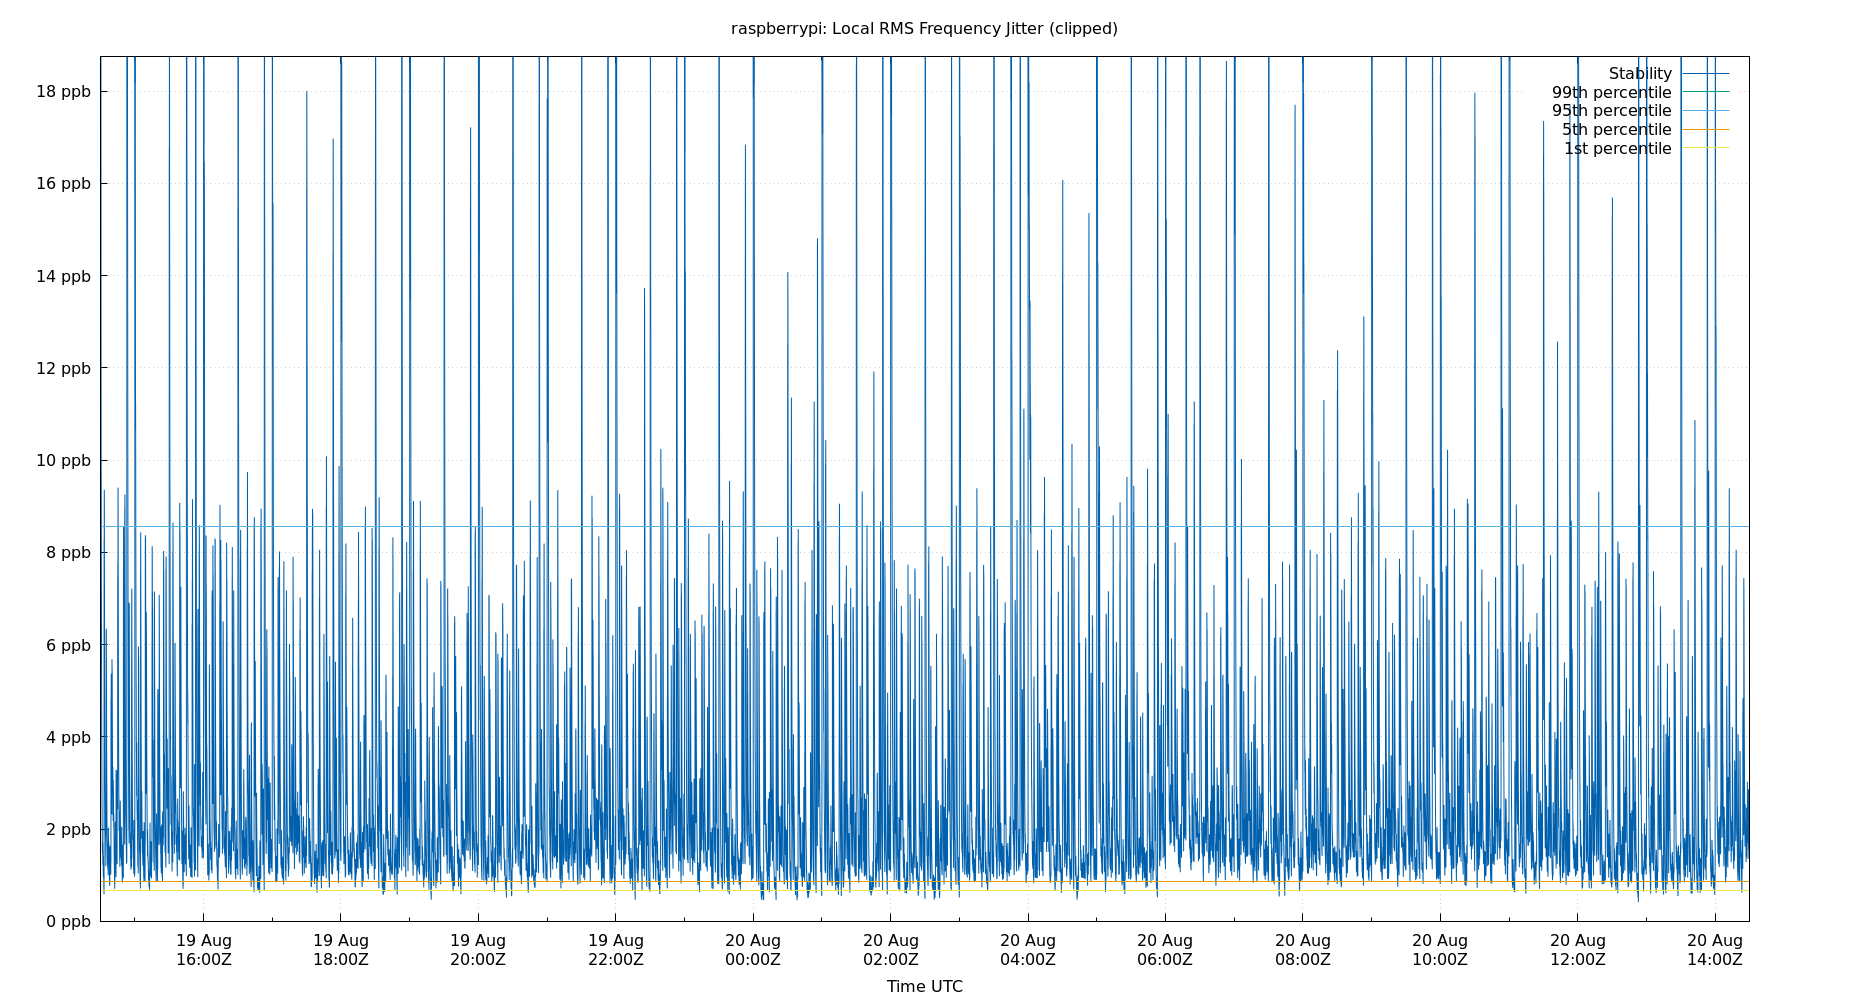 raspberrypi: Local RMS Frequency Jitter (clipped)
Stability
99th percentile
95th percentile
5th percentile
1st percentile
18 ppb
16 ppb
14 ppb
12 ppb
10 ppb
8 ppb
6 ppb
4 ppb
2 ppb
0 ppb
19 Aug 19 Aug 19 Aug 19 Aug 20 Aug 20 Aug 20 Aug 20 Aug 20 Aug 20 Aug 20 Aug 20 Aug
16:00Z 18:00Z 20:00Z 22:00Z 00:00Z 02:00Z 04:00Z 06:00Z 08:00Z 10:00Z 12:00Z 14:00Z
Time UTC